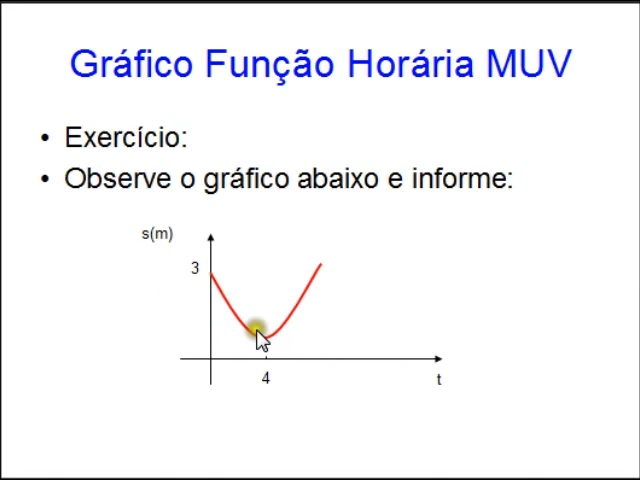 Gráfico Função Horária MUV
• Exercício:
• Observe o gráfico abaixo e informe:
s(m)
3
4
t